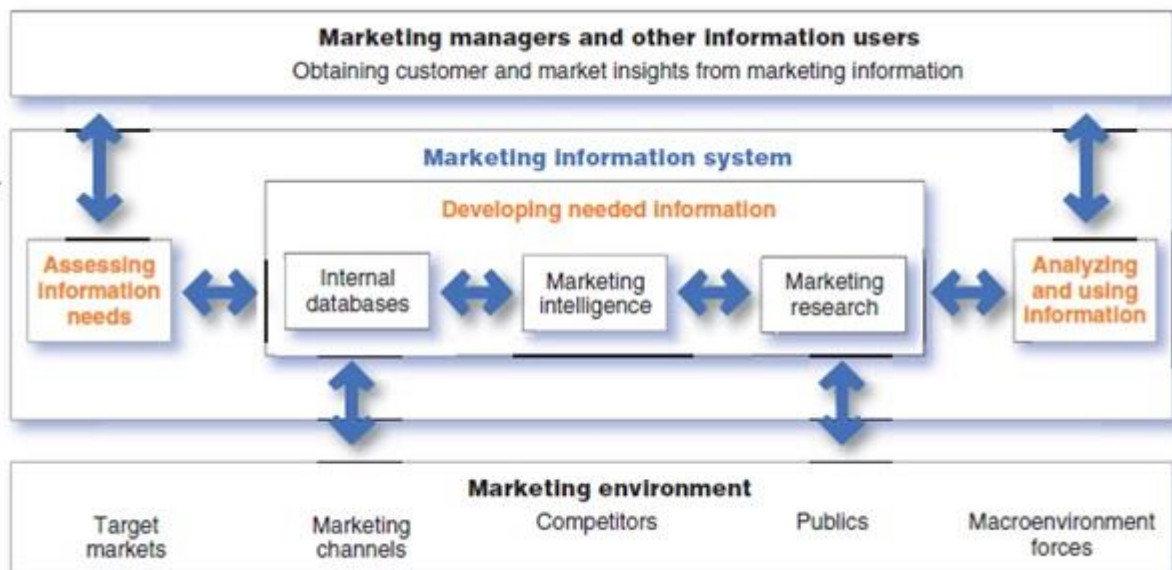 Marketing managers and other information users
Obtaining customer and market insights from marketing information
Marketing information system
Developing needed information
Assessing
information
needs
Internal
databases
Marketing
intelligence
Marketing
research
Analyzing
and using
information
Marketing environment
Target
markets
Marketing
channels
Competitors
Publics
Macroenvironment
forces